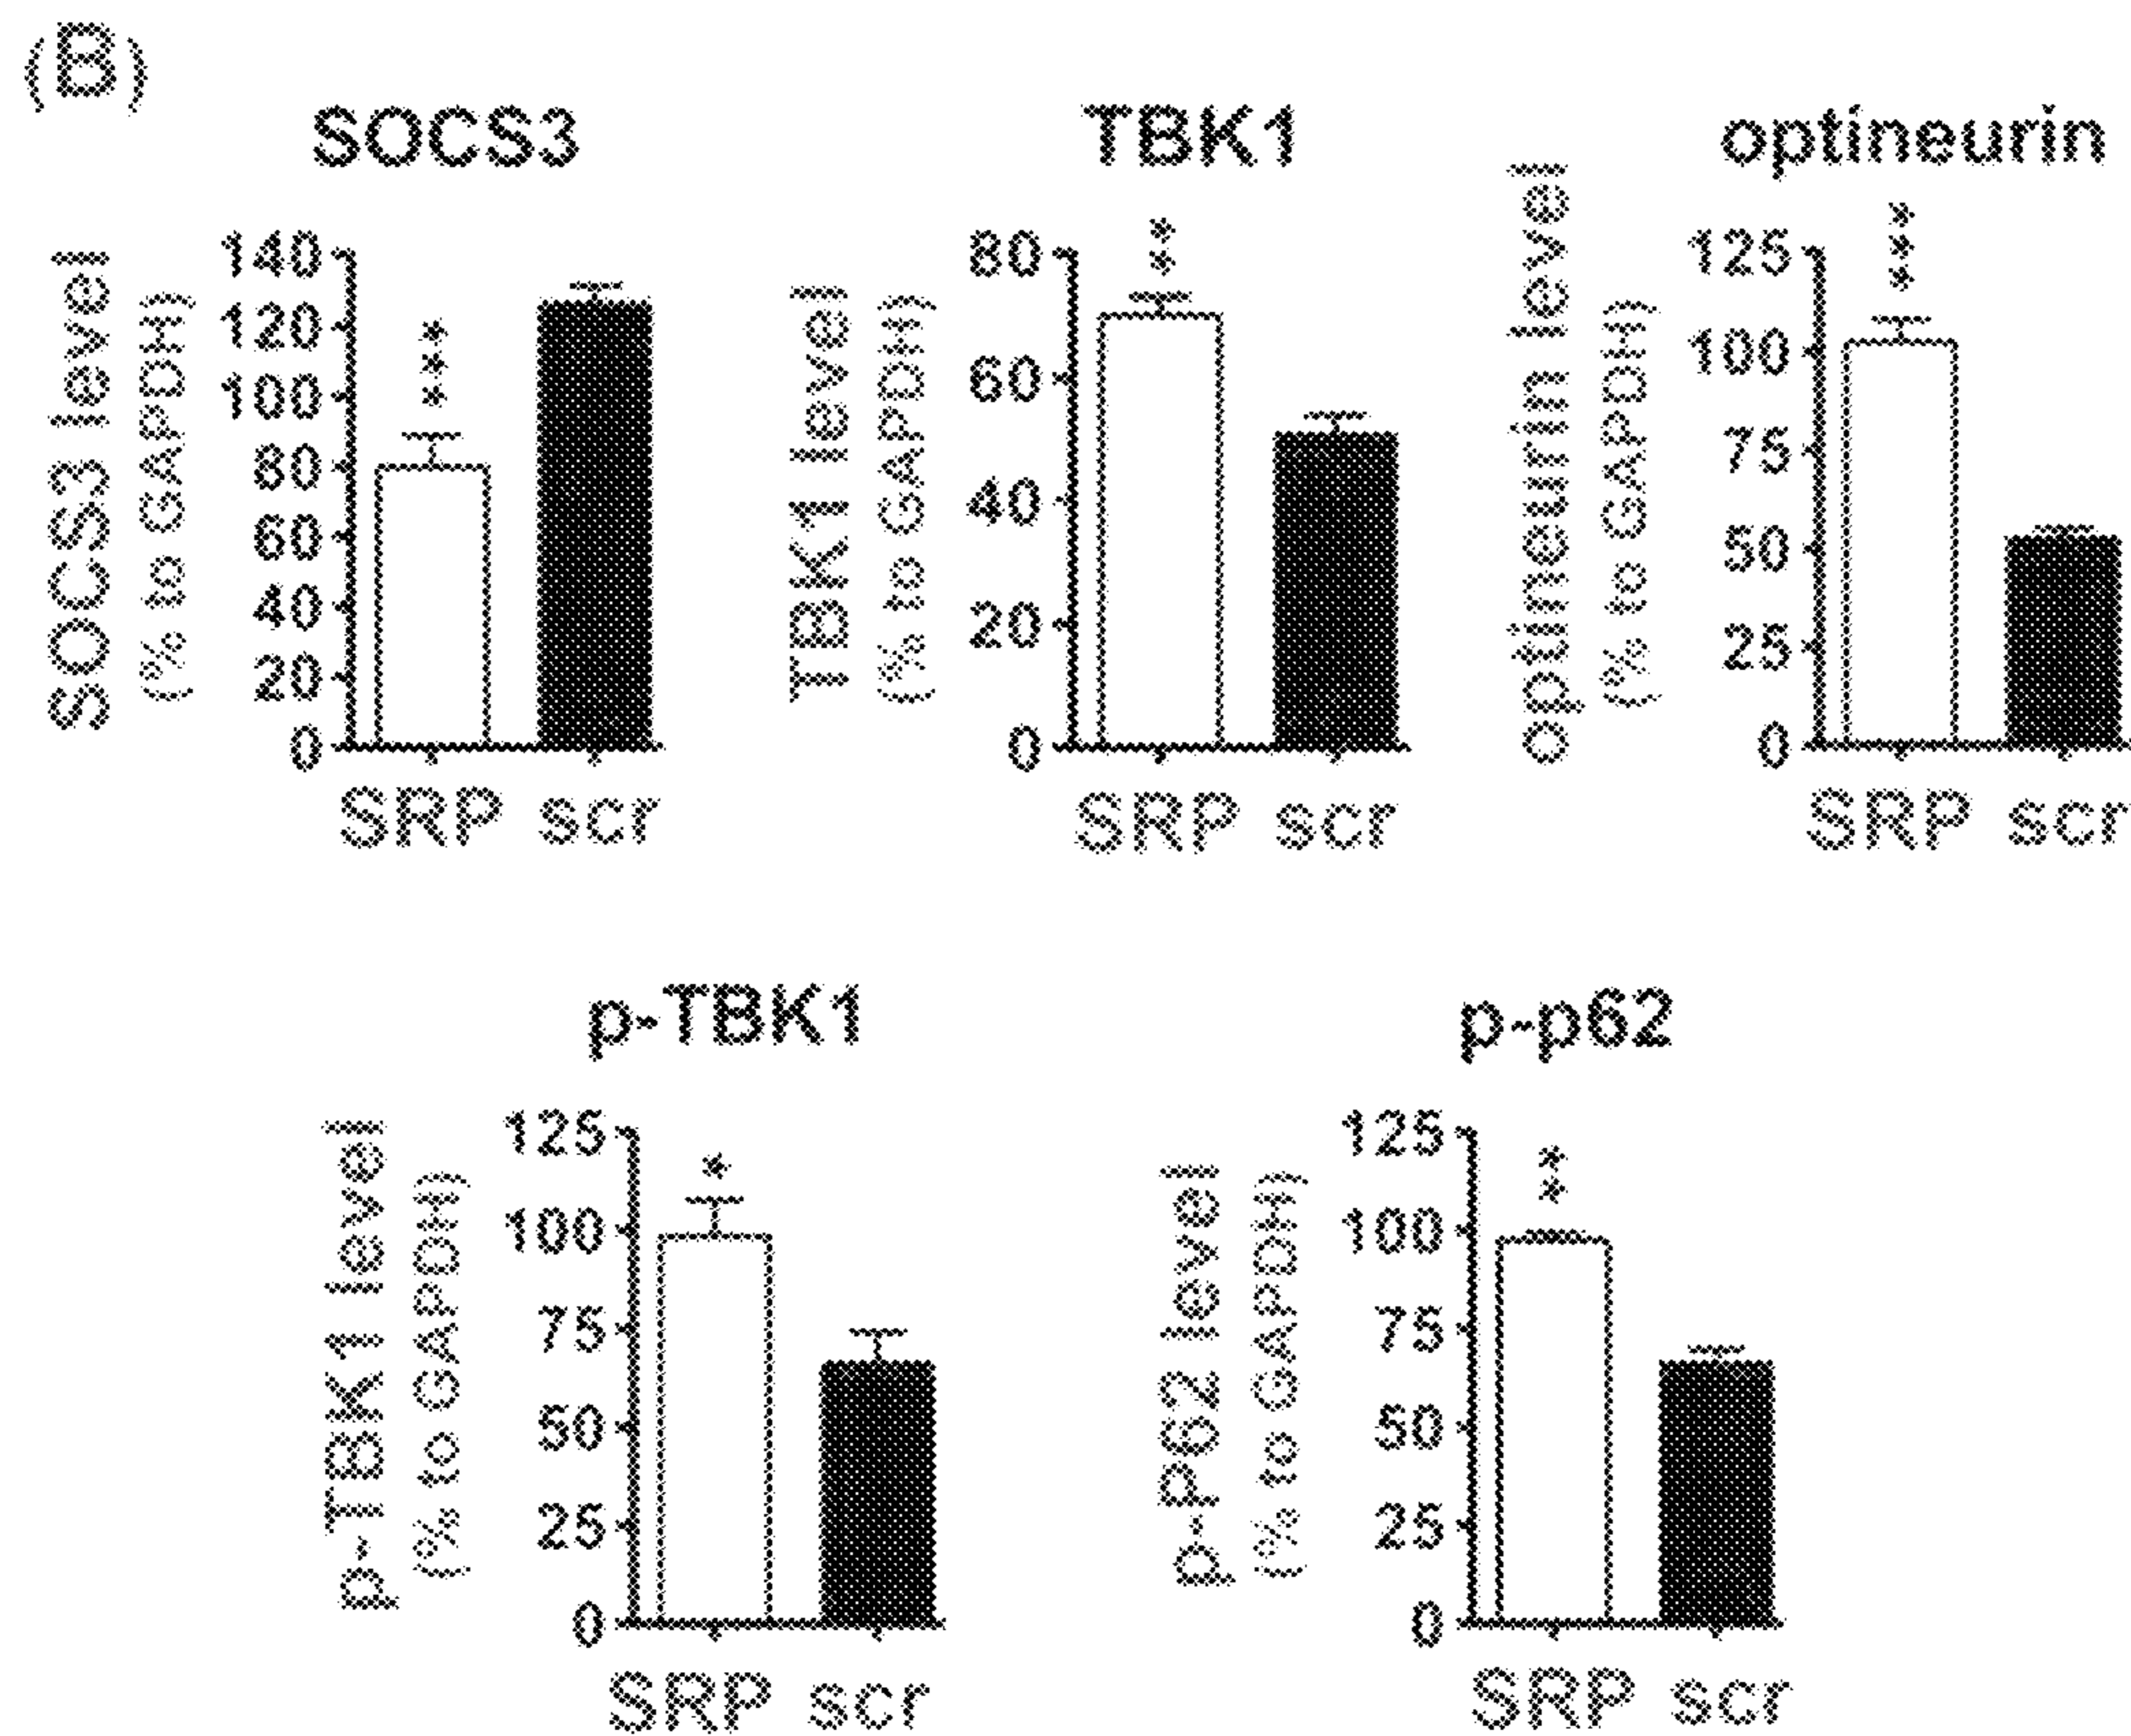 (B)
SOCS3
SOCS3 level
(% to GAPDH)
140
120
100
80
60
40
20
0
***
SRP scr
TBK1
TBK1 level
(% to GAPDH)
80
60
40
20
0
**
SRP scr
optineurin
optineurin level
(% to GAPDH)
125
100
75
50
25
0
***
SRP scr
p-TBK1
p-TBK1 level
(% to GAPDH)
125
100
75
50
25
0
*
SRP scr
p-p62
p-P62 level
(% to GAPDH)
125
100
75
50
25
0
**
SRP scr